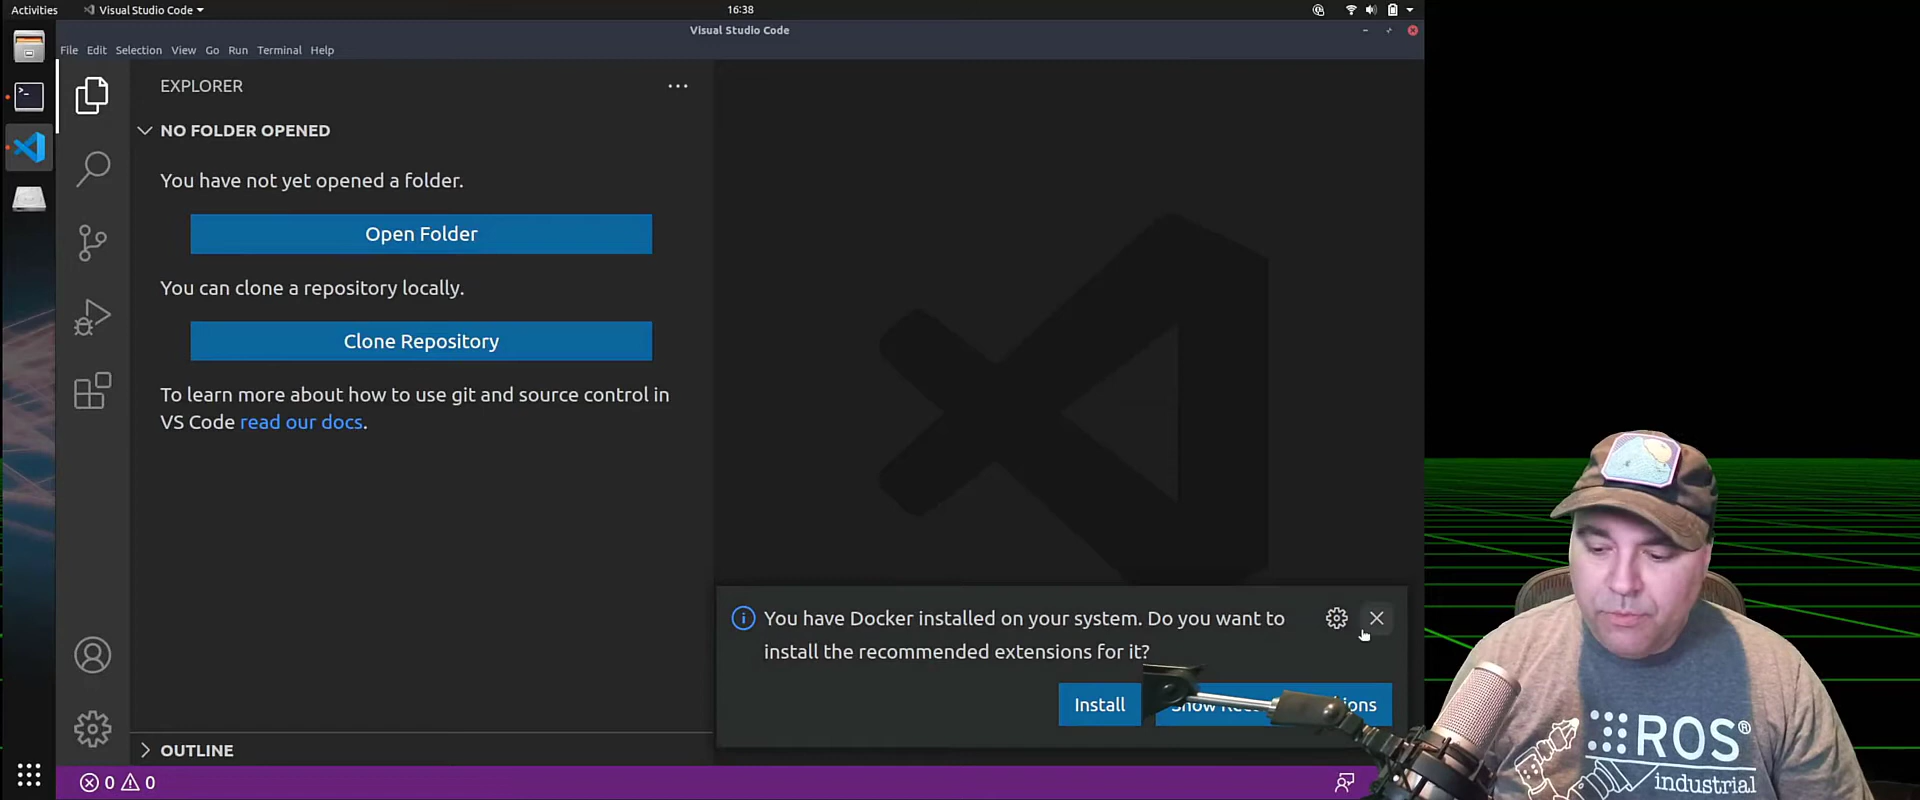 Activities
Visual Studio Code
16:38
Visual Studio Code
File Edit Selection View Go Run Terminal Help
EXPLORER
NO FOLDER OPENED
You have not yet opened a folder.
Open Folder
You can clone a repository locally.
Clone Repository
To learn more about how to use git and source control in
VS Code read our docs.
You have Docker installed on your system. Do you want to
install the recommended extensions for it?
Install
Show
OUTLINE
0 0
ROS®
industrial